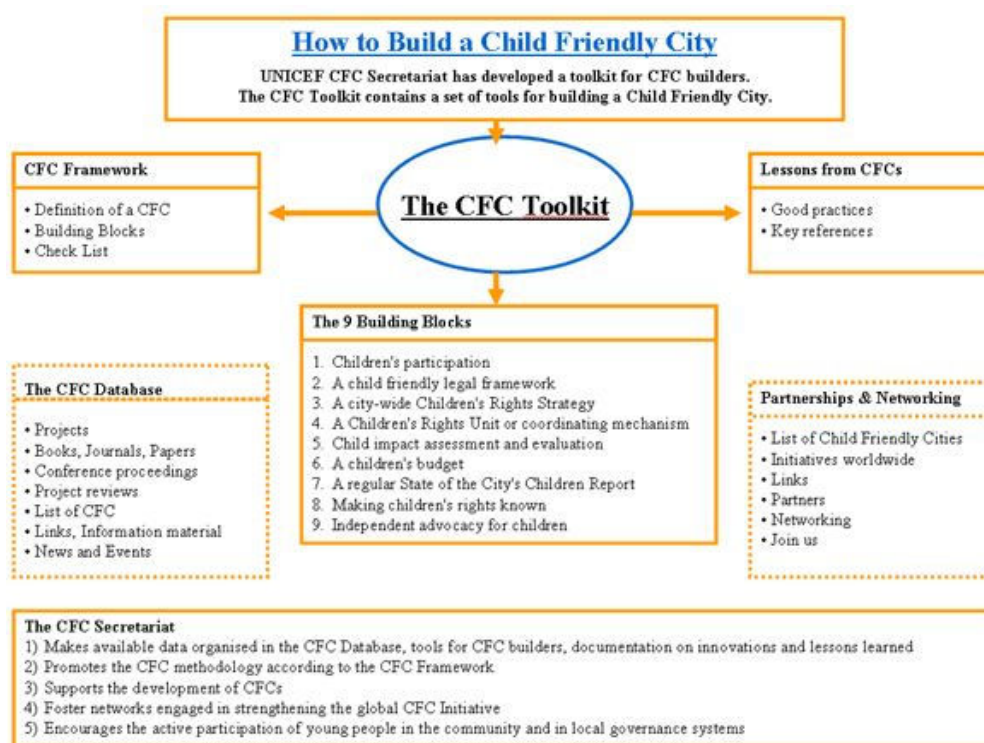 How to Build a Child Friendly City
UNICEF CFC Secretariat has developed a toolkit for CFC builders.
The CFC Toolkit contains a set of tools for building a Child Friendly City.
CFC Framework
• Definition of a CFC
• Building Blocks
• Check List
The CFC Toolkit
Lessons from CFCs
• Good practices
• Key references
The 9 Building Blocks
1. Children's participation
2. A child friendly legal framework
3. A city-wide Children's Rights Strategy
4. A Children's Rights Unit or coordinating mechanism
5. Child impact assessment and evaluation
6. A children's budget
7. A regular State of the City's Children Report
8. Making children's rights known
9. Independent advocacy for children
The CFC Database
• Projects
• Books, Journals, Papers
• Conference proceedings
• Project reviews
• List of CFC
• Links, Information material
• News and Events
Partnerships & Networking
• List of Child Friendly Cities
• Initiatives worldwide
• Links
• Partners
• Networking
• Join us
The CFC Secretariat
1) Makes available data organised in the CFC Database, tools for CFC builders, documentation on innovations and lessons learned
2) Promotes the CFC methodology according to the CFC Framework
3) Supports the development of CFCs
4) Foster networks engaged in strengthening the global CFC Initiative
5) Encourages the active participation of young people in the community and in local governance systems